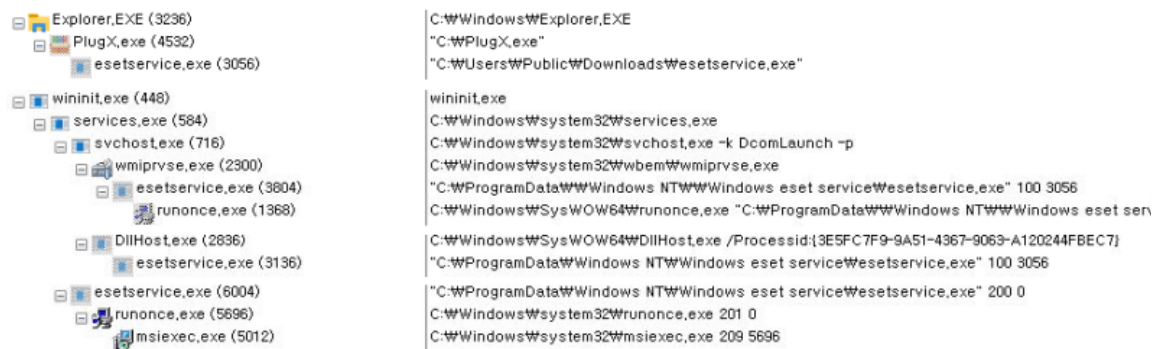 Explorer,EXE (3236) C:₩Windows₩Explorer,EXE
PlugX,exe (4532) "C:₩PlugX,exe"
esetservice,exe (3056) "C:₩Users₩Public₩Downloads₩esetservice,exe"
wininit,exe (448) wininit,exe
services,exe (584) C:₩Windows₩system32₩services,exe
svchost,exe (716) C:₩Windows₩system32₩svchost,exe -k DcomLaunch -p
wmiprvse,exe (2300) C:₩Windows₩system32₩wbem₩wmiprvse,exe
esetservice,exe (3804) "C:₩ProgramData₩₩Windows NT₩₩Windows eset service₩esetservice,exe" 100 3056
runonce,exe (1368) C:₩Windows₩SysWOW64₩runonce,exe "C:₩ProgramData₩₩Windows NT₩₩Windows eset serv
DllHost,exe (2836) C:₩Windows₩SysWOW64₩DllHost,exe /Processid:{3E5FC7F9-9A51-4367-9063-A120244FBEC7}
esetservice,exe (3136) "C:₩ProgramData₩Windows NT₩Windows eset service₩esetservice,exe" 100 3056
esetservice,exe (6004) "C:₩ProgramData₩Windows NT₩Windows eset service₩esetservice,exe" 200 0
runonce,exe (5696) C:₩Windows₩system32₩runonce,exe 201 0
msiexec,exe (5012) C:₩Windows₩system32₩msiexec,exe 209 5696